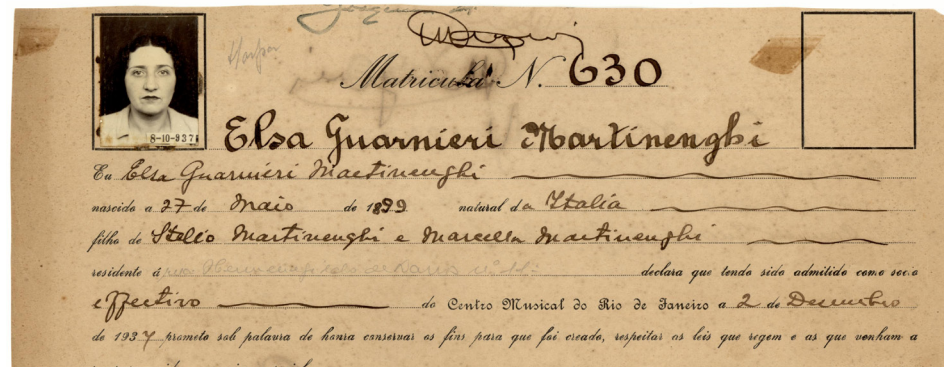 Matricula N. 630
8-10-937
Elsa Guarnieri Martinenghi
Eu Elsa Guarnieri Martinenghi
nascido a 27 de Maio de 1899 natural da Italia
filho de Stelio Martinenghi e Marcella Martinenghi
residente á declara que tendo sido admitido como socio
effectivo do Centro Musical do Rio de Janeiro a 2 de Dezembro
de 1937 prometo sob palavra de honra conservar os fins para que foi creado, respeitar as leis que regem e as que venham a